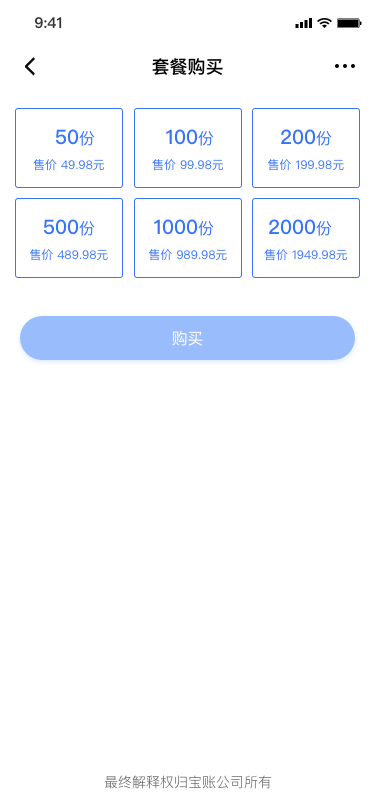 9:41
套餐购买
50份 100份 200份
售价 49.98元 售价 99.98元 售价 199.98元
500份 1000份 2000份
售价 489.98元 售价 989.98元 售价 1949.98元
购买
最终解释权归宝账公司所有